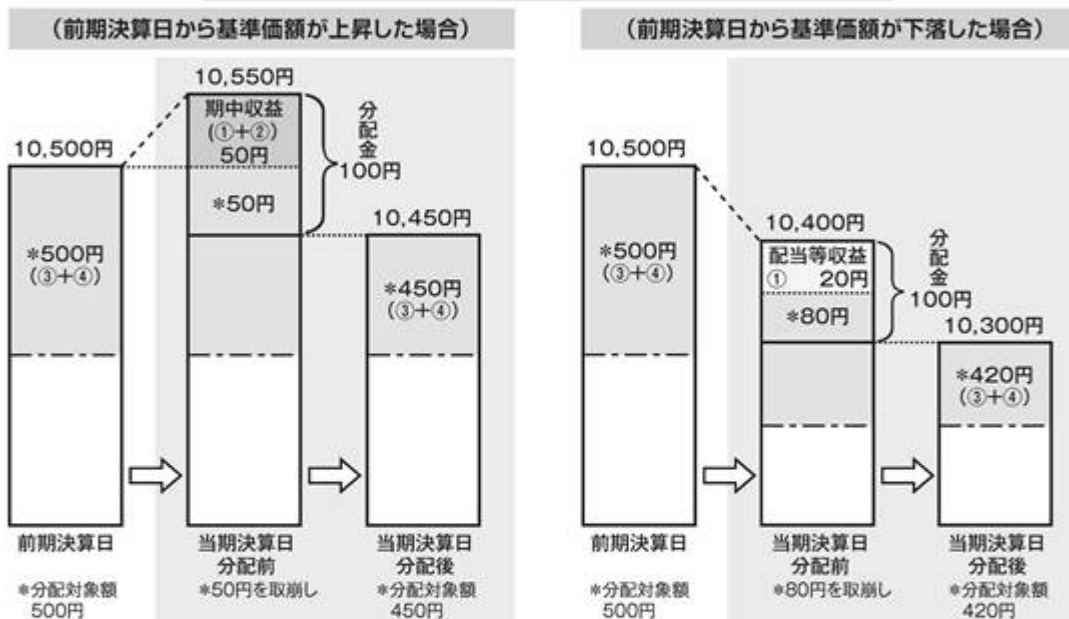 (前期決算日から基準価額が上昇した場合)
10,550円
期中収益
(①+②)
50円
*50円
分配金
100円
10,500円
*500円
(③+④)
10,450円
*450円
(③+④)
前期決算日
*分配対象額
500円
当期決算日
分配前
*50円を取崩し
当期決算日
分配後
*分配対象額
450円
(前期決算日から基準価額が下落した場合)
10,500円
*500円
(③+④)
10,400円
配当等収益
① 20円
*80円
分配金
100円
10,300円
*420円
(③+④)
前期決算日
*分配対象額
500円
当期決算日
分配前
*80円を取崩し
当期決算日
分配後
*分配対象額
420円